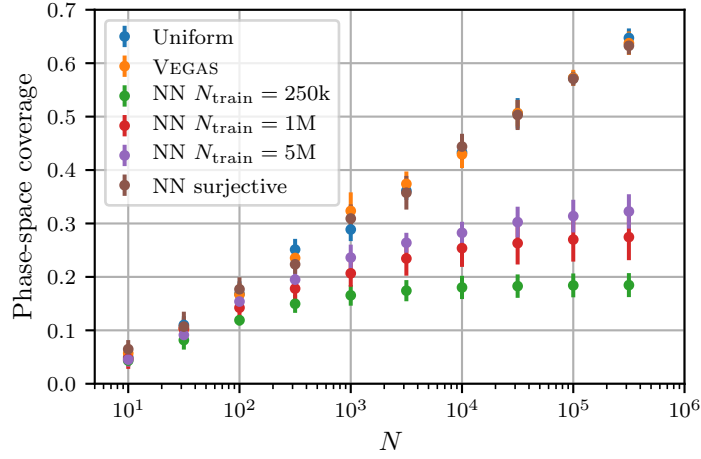 0.7
0.6
0.5
0.4
0.3
0.2
0.1
0.0
Phase-space coverage
Uniform
VEGAS
NN N_train = 250k
NN N_train = 1M
NN N_train = 5M
NN surjective
10^1
10^2
10^3
10^4
10^5
10^6
N